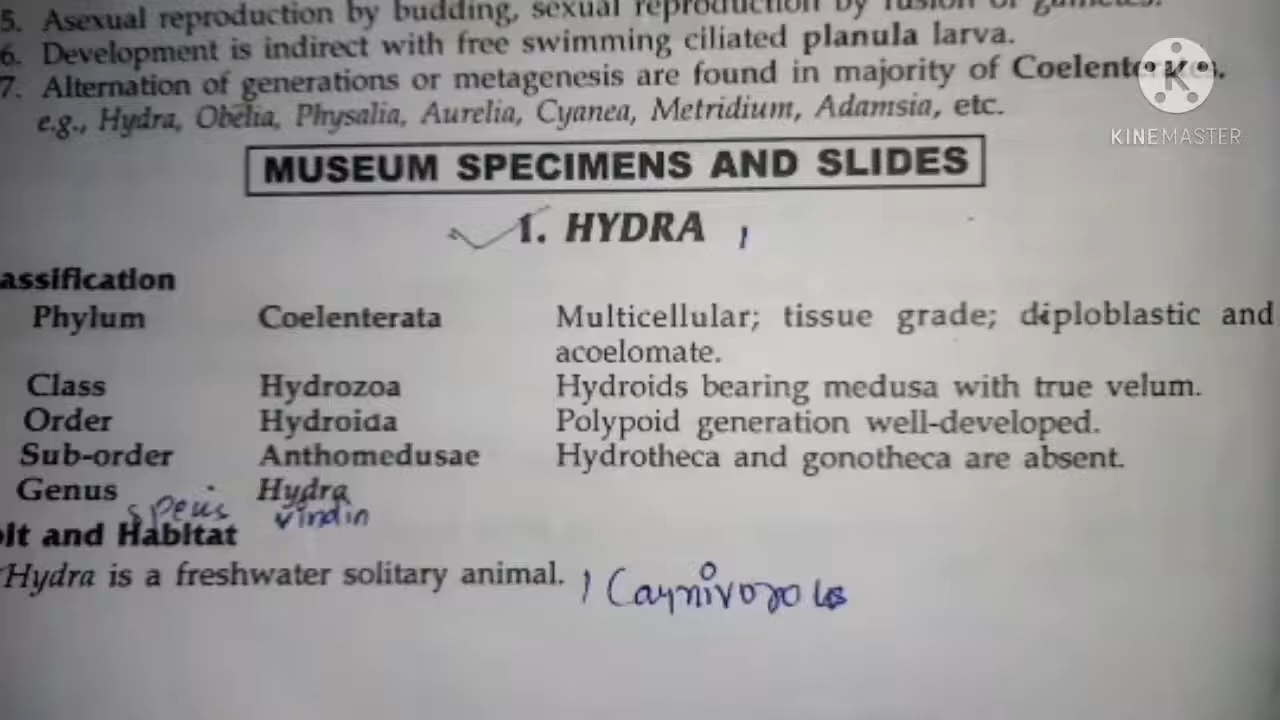 5. Asexual reproduction by budding, sexual reproduction by fusion of gametes.
6. Development is indirect with free swimming ciliated planula larva.
7. Alternation of generations or metagenesis are found in majority of
e.g., Hydra, Obelia, Physalia, Aurelia, Cyanea, Metridium, Adamsia, etc.
KINEMASTER
MUSEUM SPECIMENS AND SLIDES
1. HYDRA
assification
Phylum Coelenterata Multicellular; tissue grade; diploblastic and
acoelomate.
Class Hydrozoa Hydroids bearing medusa with true velum.
Order Hydroida Polypoid generation well-developed.
Sub-order Anthomedusae Hydrotheca and gonotheca are absent.
Genus Hydra
it and Habitat
Hydra is a freshwater solitary animal.